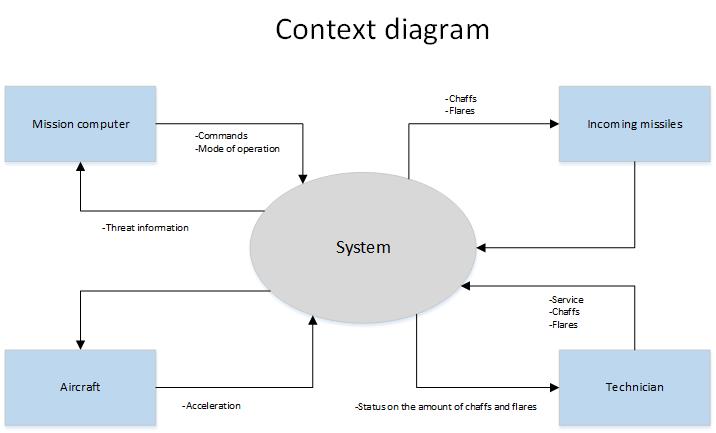 Context diagram
Mission computer
-Commands
-Mode of operation
-Chaffs
-Flares
Incoming missiles
-Threat information
System
Aircraft
-Acceleration
-Service
-Chaffs
-Flares
Technician
-Status on the amount of chaffs and flares